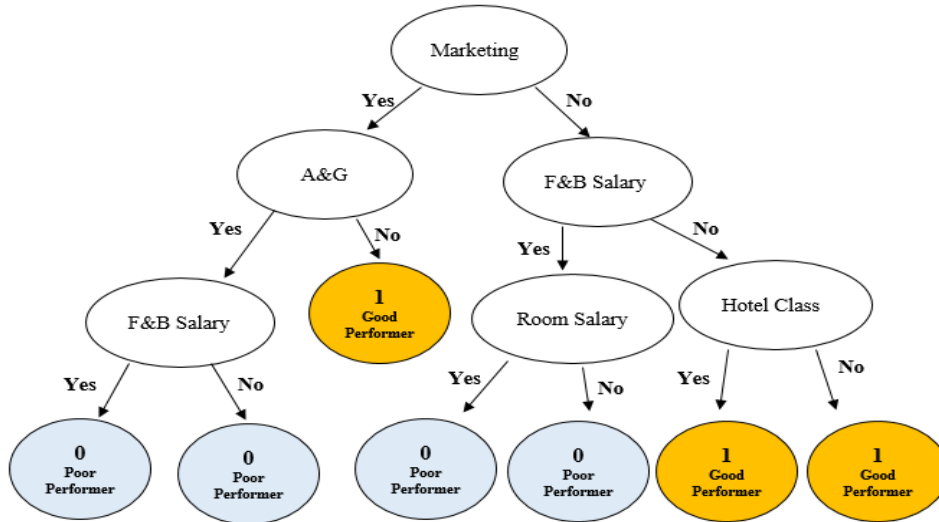 Marketing
Yes
No
A&G
F&B Salary
Yes
No
Yes
No
1
Good
Performer
F&B Salary
Room Salary
Hotel Class
Yes
No
Yes
No
Yes
No
0
Poor
Performer
0
Poor
Performer
0
Poor
Performer
0
Poor
Performer
1
Good
Performer
1
Good
Performer